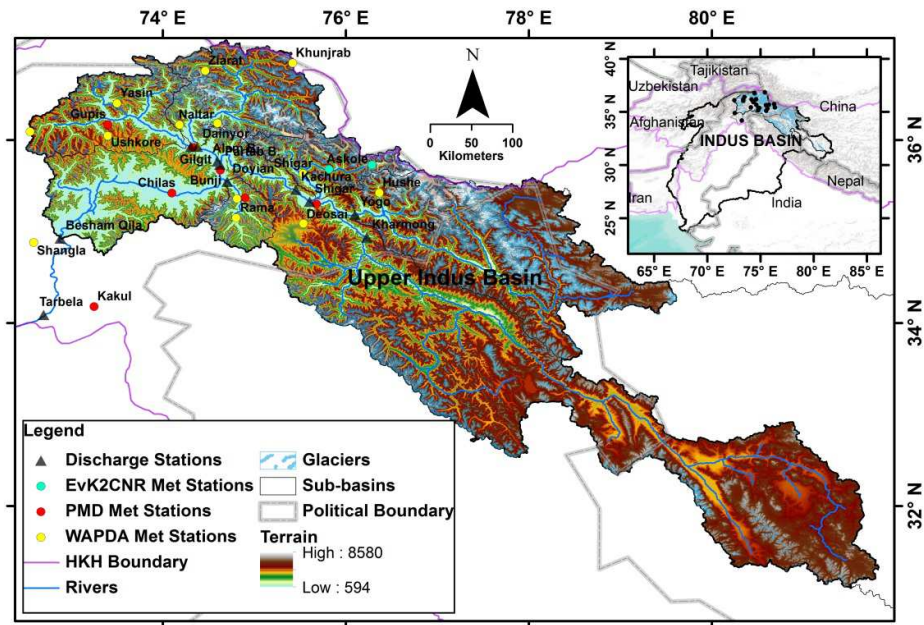 74° E
76° E
78° E
80° E
Khunjrab
Ziarat
Yasin
Gupis
Naltar
Ushkore
Dainyor
Alam B.
Gilgit
Doyian
Shigar
Askole
Kachura
Chilas
Bunji
Shigar
Hushe
Rama
Yogo
Deosai
Kharmong
Besham Qila
Shangla
Tarbela
Kakul
Upper Indus Basin
N
0 50 100
Kilometers
36° N
34° N
32° N
Uzbekistan
Tajikistan
Afghanistan
China
INDUS BASIN
Nepal
India
Iran
40° N
35° N
30° N
25° N
65° E
70° E
75° E
80° E
85° E
Legend
Discharge Stations
EvK2CNR Met Stations
PMD Met Stations
WAPDA Met Stations
HKH Boundary
Rivers
Glaciers
Sub-basins
Political Boundary
Terrain
High : 8580
Low : 594